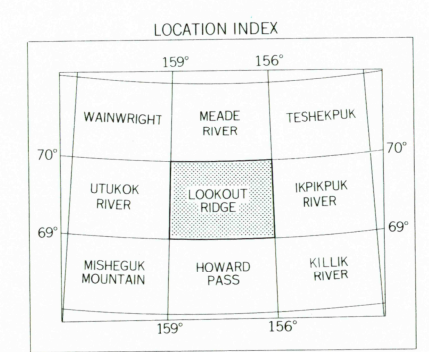 LOCATION INDEX
159° 156°
WAINWRIGHT
MEADE
RIVER
TESHEKPUK
70° 70°
UTUKOK
RIVER
LOOKOUT
RIDGE
IKPIKPUK
RIVER
69° 69°
MISHEGUK
MOUNTAIN
HOWARD
PASS
KILLIK
RIVER
159° 156°